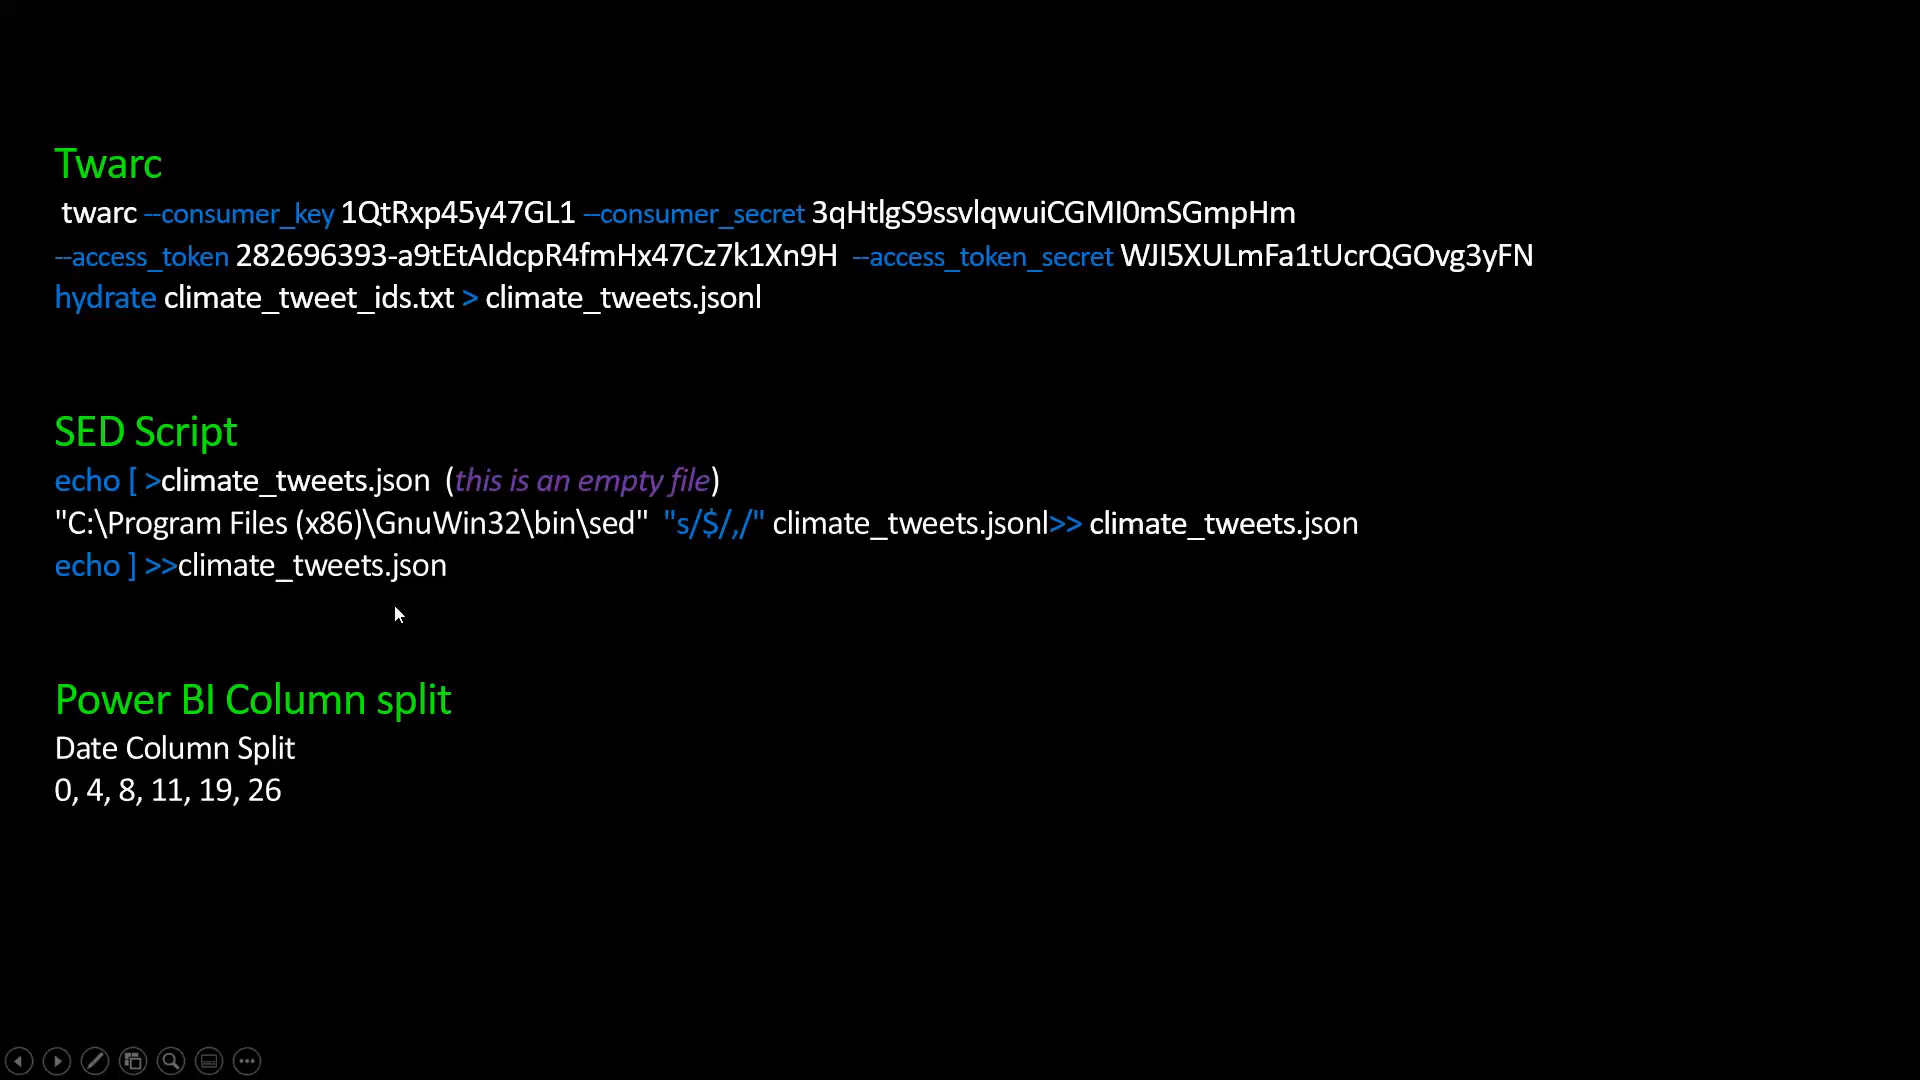 Twarc
twarc --consumer_key 1QtRxp45y47GL1 --consumer_secret 3qHtlgS9ssvlqwuiCGMI0mSGmpHm
--access_token 282696393-a9tEtAIdcpR4fmHx47Cz7k1Xn9H --access_token_secret WJI5XULmFa1tUcrQGOvg3yFN
hydrate climate_tweet_ids.txt > climate_tweets.jsonl
SED Script
echo [ >climate_tweets.json (this is an empty file)
"C:\Program Files (x86)\GnuWin32\bin\sed" "s/$/,/" climate_tweets.jsonl>> climate_tweets.json
echo ] >>climate_tweets.json
Power BI Column split
Date Column Split
0, 4, 8, 11, 19, 26